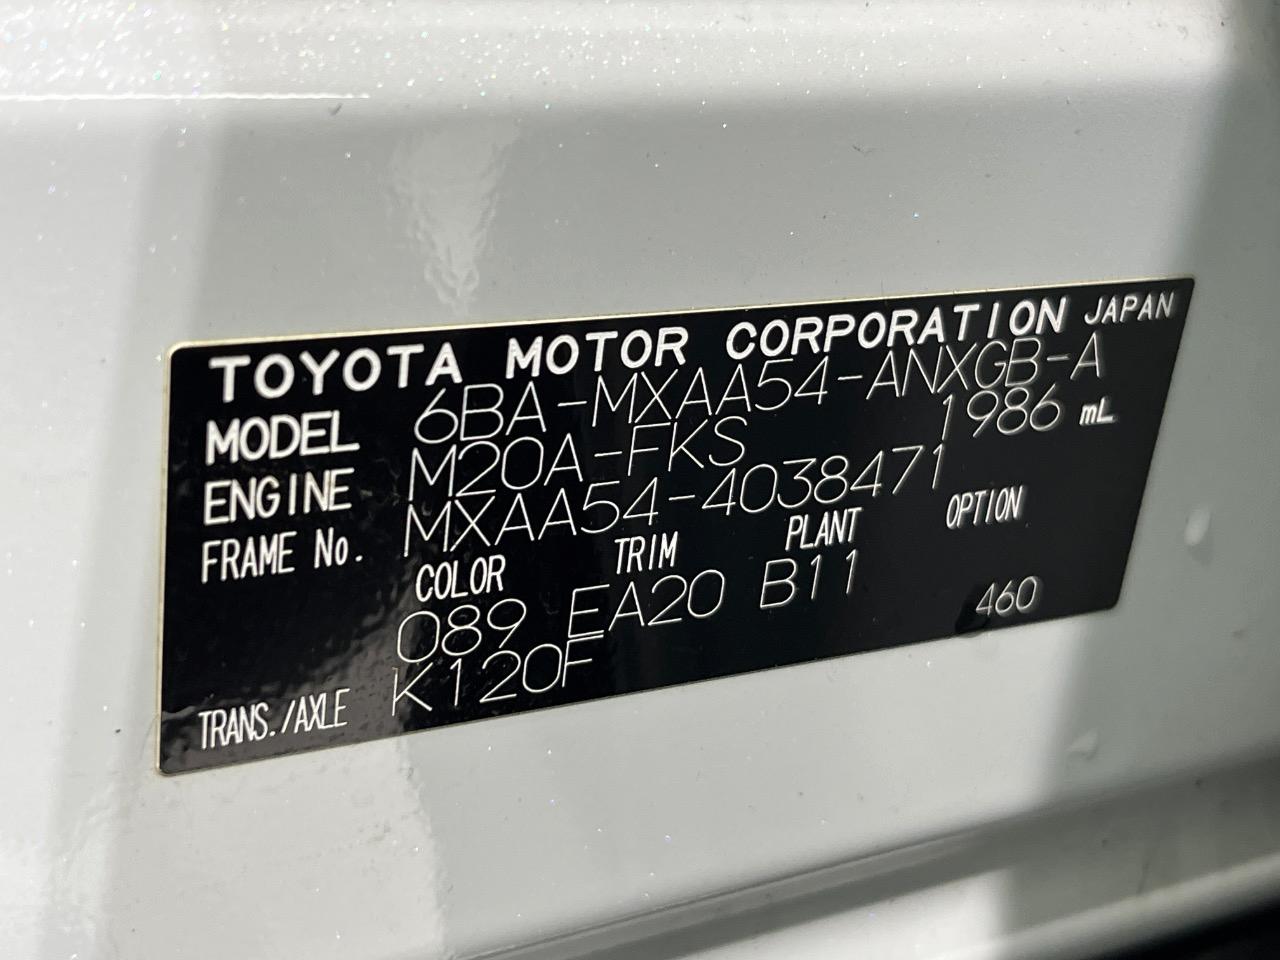 TOYOTA MOTOR CORPORATION JAPAN
MODEL 6BA-MXAA54-ANXGB-A
ENGINE M20A-FKS 1986 mL
FRAME No. MXAA54-4038471
COLOR TRIM PLANT OPTION
089 EA20 B11 460
TRANS./AXLE K120F